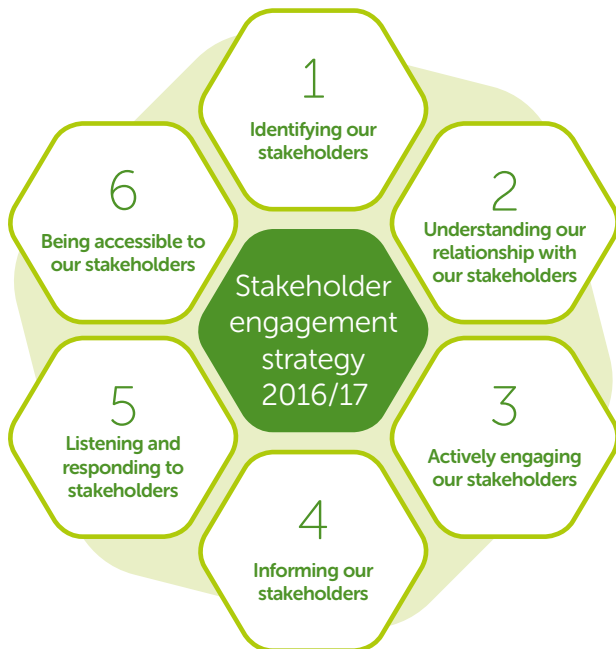 1
Identifying our
stakeholders
2
Understanding our
relationship with
our stakeholders
3
Actively engaging
our stakeholders
4
Informing our
stakeholders
5
Listening and
responding to
stakeholders
6
Being accessible to
our stakeholders
Stakeholder
engagement
strategy
2016/17